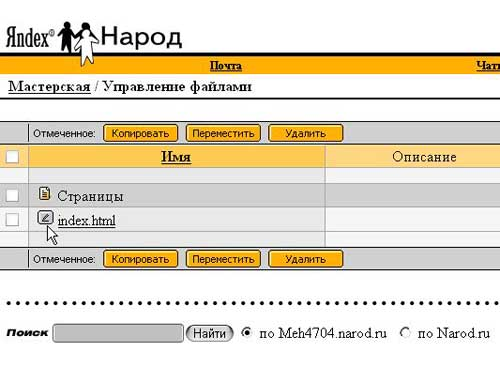 Яndex® Народ
Почта Чаты
Мастерская / Управление файлами
Отмеченное: Копировать Переместить Удалить
Имя Описание
Страницы
index.html
Отмеченное: Копировать Переместить Удалить
Поиск Найти по Meh4704.narod.ru по Narod.ru